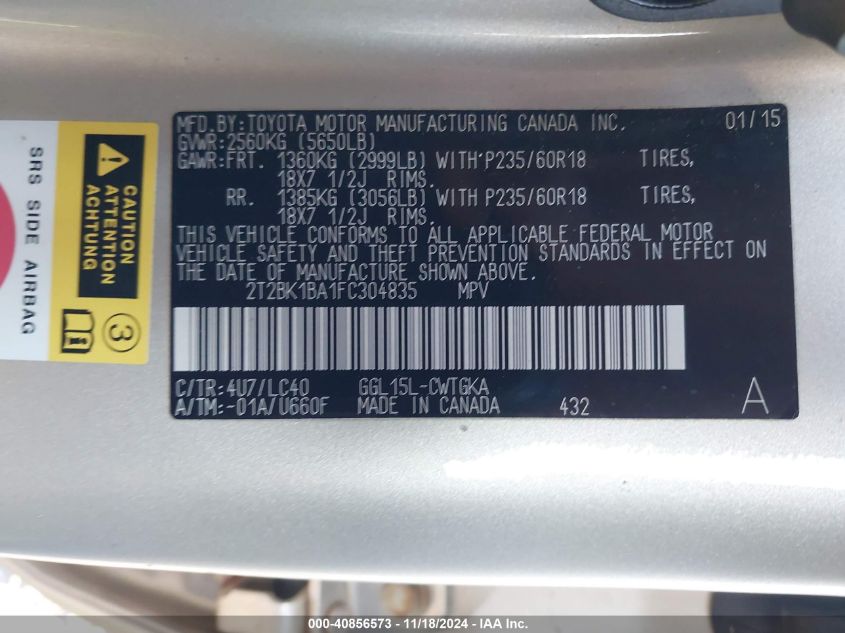 MFD.BY:TOYOTA MOTOR MANUFACTURING CANADA INC. 01/15
GVWR:2560KG (5650LB)
GAWR:FRT. 1360KG (2999LB) WITH P235/60R18 TIRES,
18X7 1/2J RIMS.
RR. 1385KG (3056LB) WITH P235/60R18 TIRES,
18X7 1/2J RIMS.
THIS VEHICLE CONFORMS TO ALL APPLICABLE FEDERAL MOTOR
VEHICLE SAFETY AND THEFT PREVENTION STANDARDS IN EFFECT ON
THE DATE OF MANUFACTURE SHOWN ABOVE.
2T2BK1BA1FC304835 MPV
C/TR:4U7/LC40 GGL15L-CWTGKA
A/TM:-01A/U660F MADE IN CANADA 432 A
SRS SIDE AIRBAG
CAUTION
ATTENTION
ACHTUNG
3
000-40856573 - 11/18/2024 - IAA Inc.